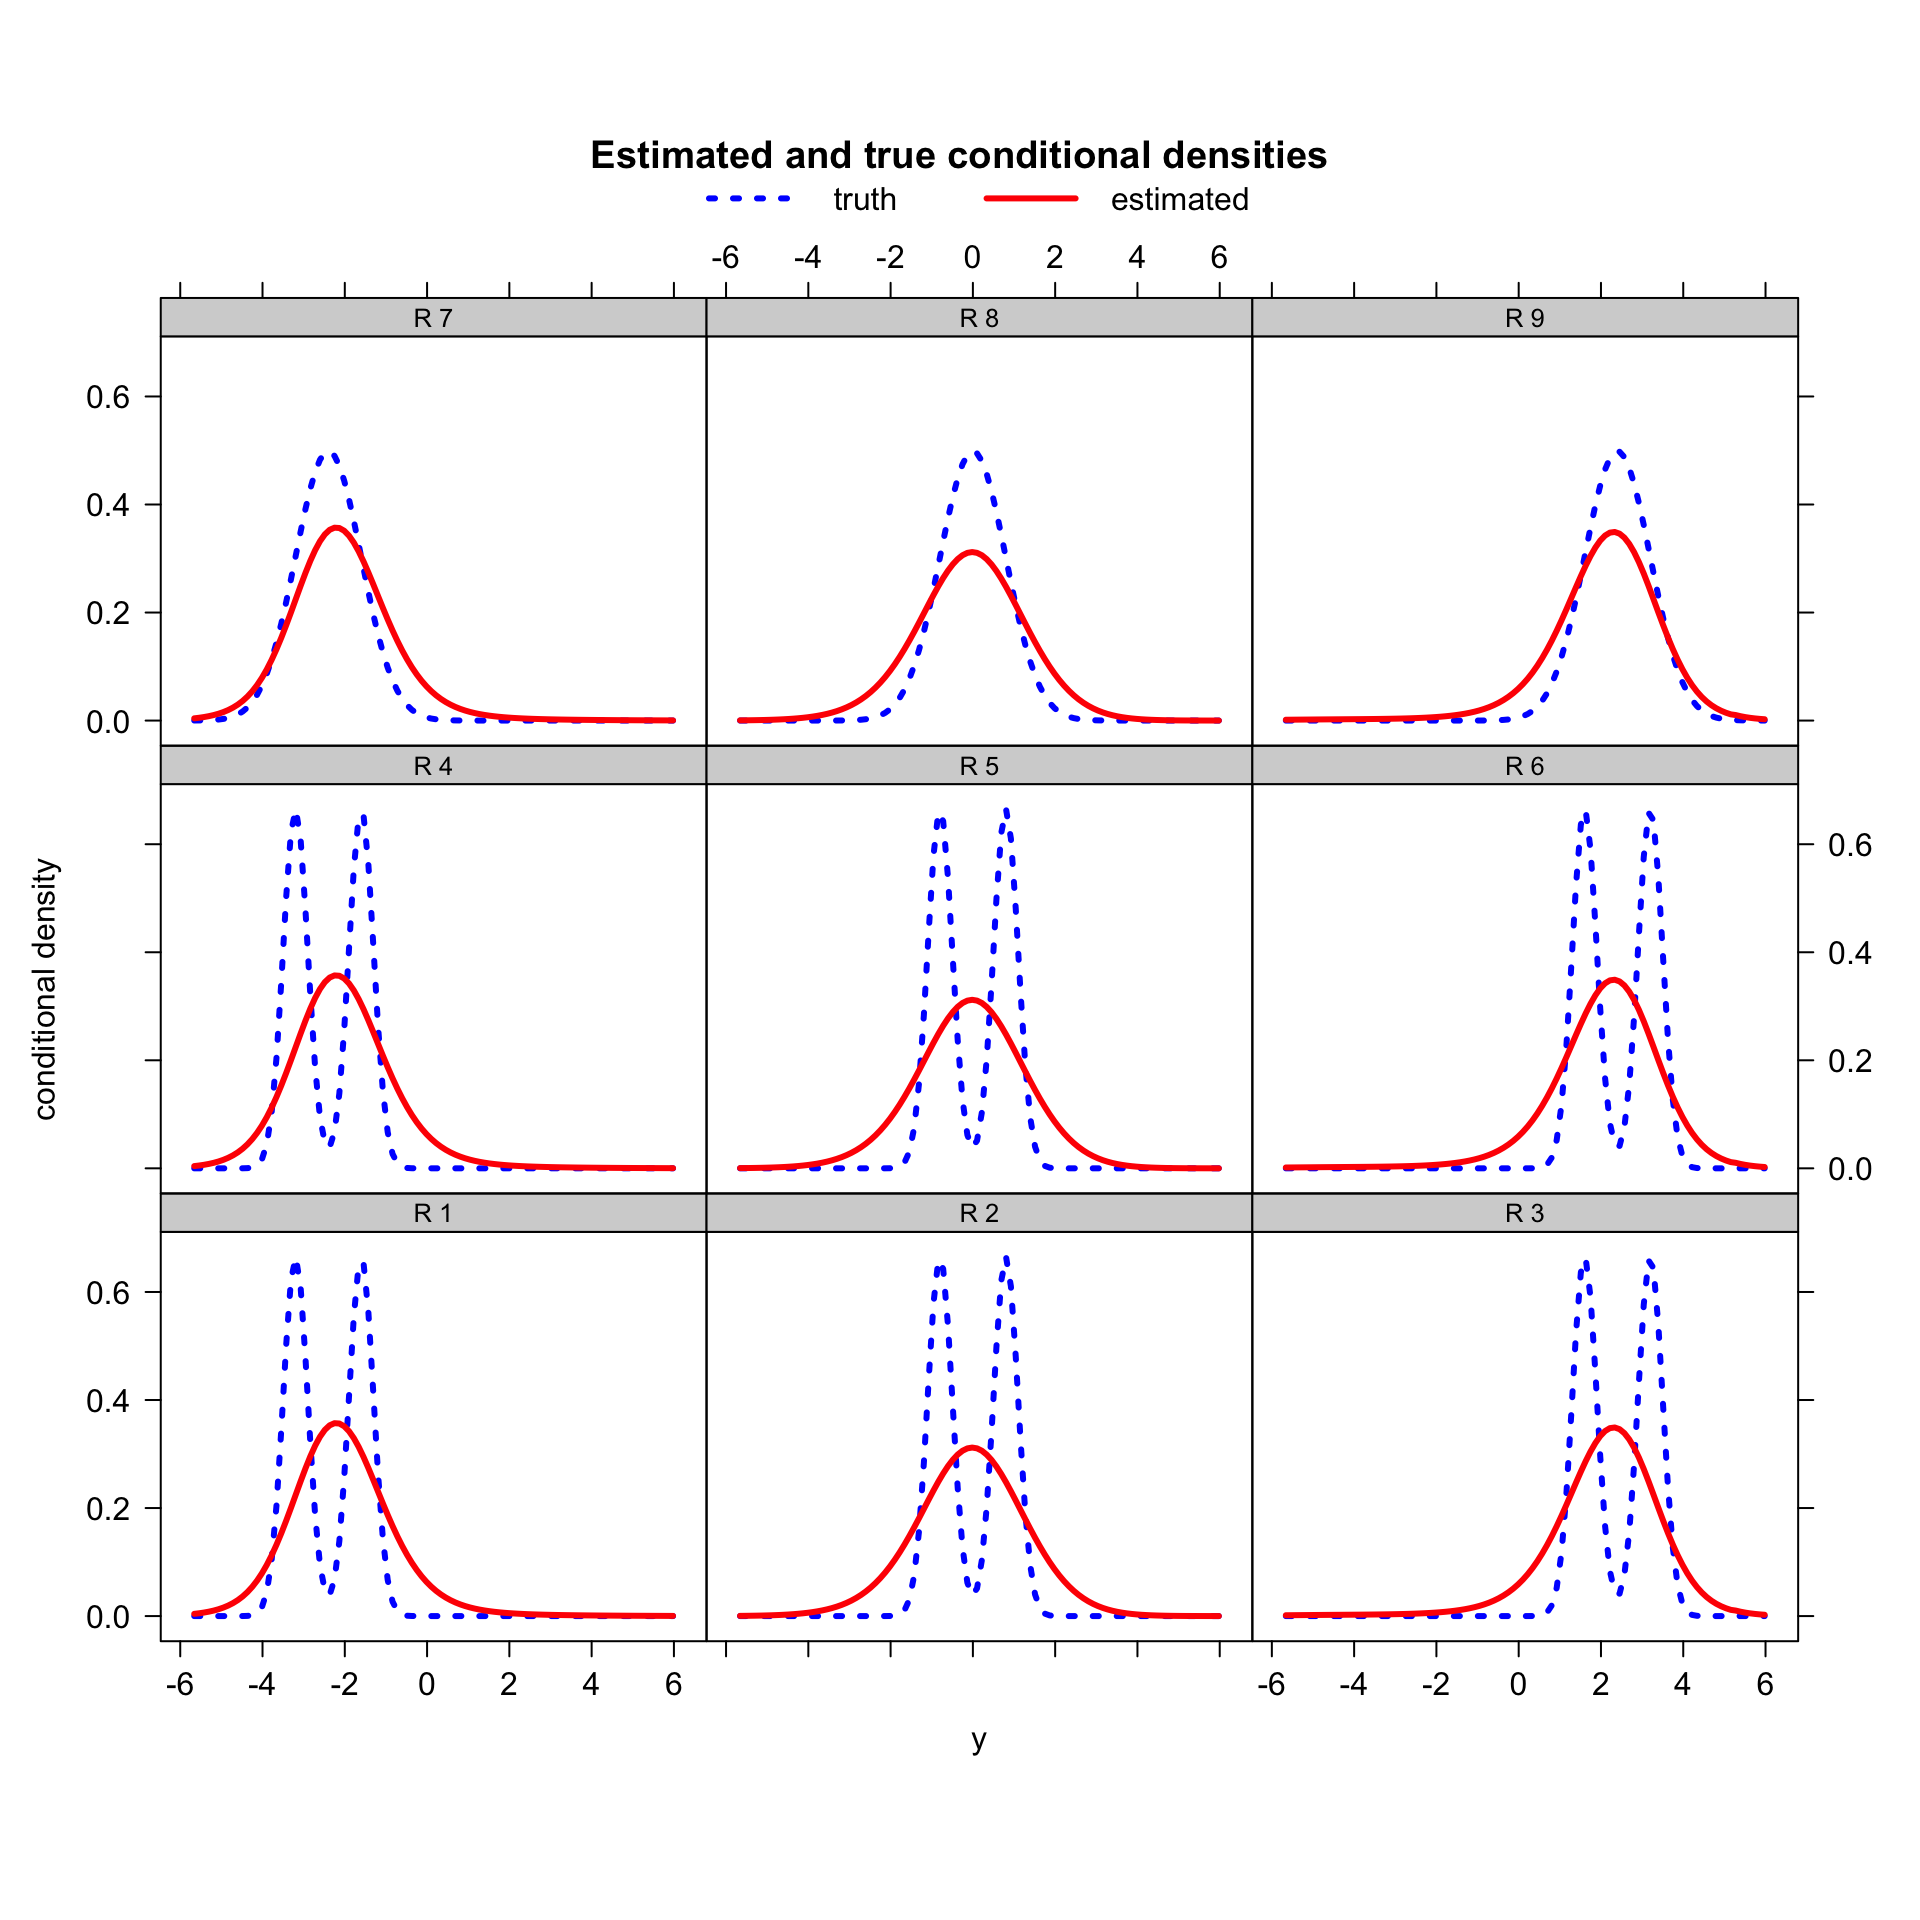 Estimated and true conditional densities
truth estimated
-6 -4 -2 0 2 4 6
R 7 R 8 R 9
0.6
0.4
0.2
0.0
R 4 R 5 R 6
0.6
0.4
0.2
0.0
conditional density
R 1 R 2 R 3
0.6
0.4
0.2
0.0
-6 -4 -2 0 2 4 6 -6 -4 -2 0 2 4 6
y